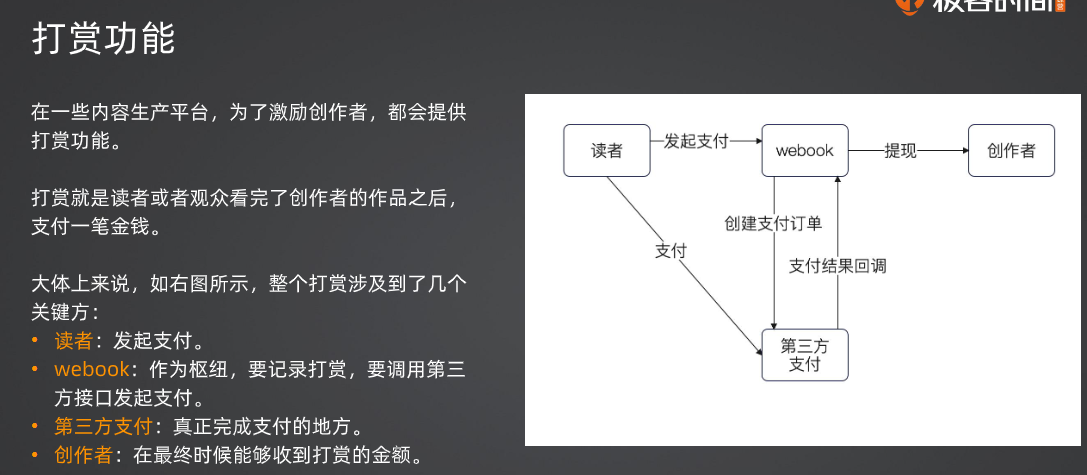 极客时间
打赏功能
在一些内容生产平台，为了激励创作者，都会提供
打赏功能。
打赏就是读者或者观众看完了创作者的作品之后，
支付一笔金钱。
大体上来说，如右图所示，整个打赏涉及到了几个
关键方：
• 读者：发起支付。
• webook：作为枢纽，要记录打赏，要调用第三
方接口发起支付。
• 第三方支付：真正完成支付的地方。
• 创作者：在最终时候能够收到打赏的金额。
读者
发起支付
webook
提现
创作者
创建支付订单
支付
支付结果回调
第三方
支付